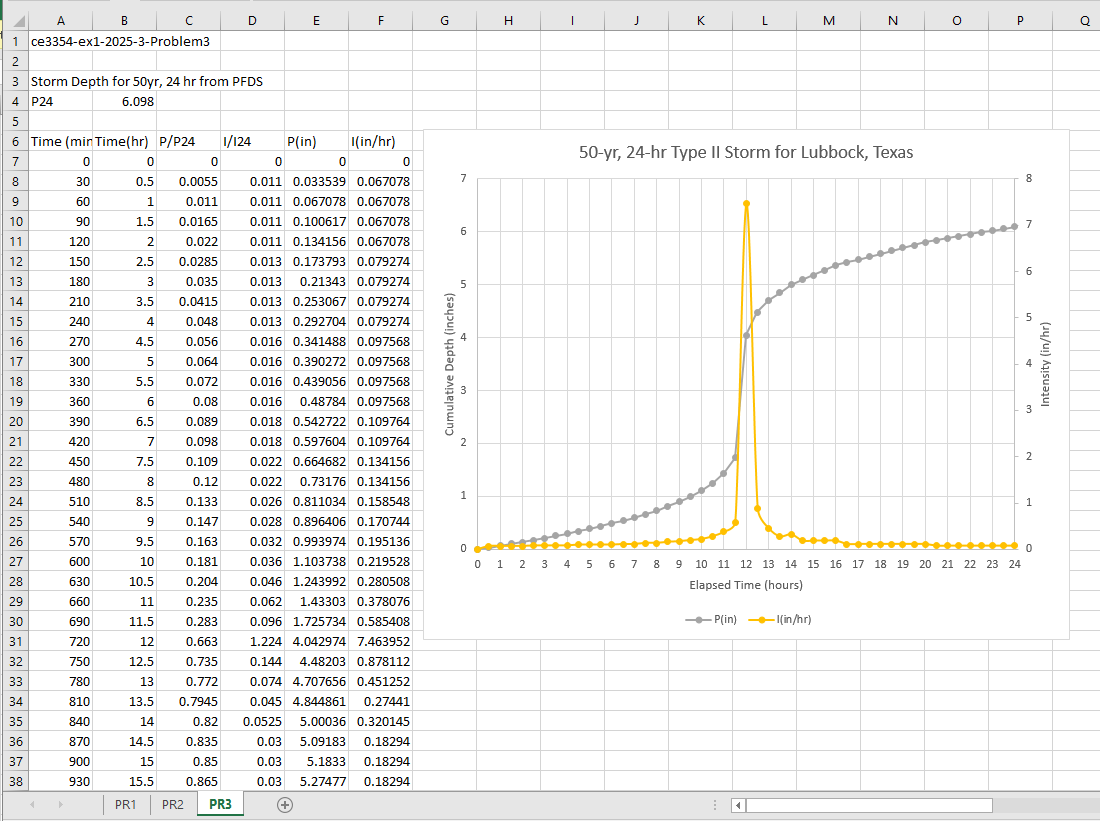 A B C D E F G H I J K L M N O P Q
1 ce3354-ex1-2025-3-Problem3
2
3 Storm Depth for 50yr, 24 hr from PFDS
4 P24 6.098
5
6 Time (min Time(hr) P/P24 I/I24 P(in) I(in/hr)
7 0 0 0 0 0 0
8 30 0.5 0.0055 0.011 0.033539 0.067078
9 60 1 0.011 0.011 0.067078 0.067078
10 90 1.5 0.0165 0.011 0.100617 0.067078
11 120 2 0.022 0.011 0.134156 0.067078
12 150 2.5 0.0285 0.013 0.173793 0.079274
13 180 3 0.035 0.013 0.21343 0.079274
14 210 3.5 0.0415 0.013 0.253067 0.079274
15 240 4 0.048 0.013 0.292704 0.079274
16 270 4.5 0.056 0.016 0.341488 0.097568
17 300 5 0.064 0.016 0.390272 0.097568
18 330 5.5 0.072 0.016 0.439056 0.097568
19 360 6 0.08 0.016 0.48784 0.097568
20 390 6.5 0.089 0.018 0.542722 0.109764
21 420 7 0.098 0.018 0.597604 0.109764
22 450 7.5 0.109 0.022 0.664682 0.134156
23 480 8 0.12 0.022 0.73176 0.134156
24 510 8.5 0.133 0.026 0.811034 0.158548
25 540 9 0.147 0.028 0.896406 0.170744
26 570 9.5 0.163 0.032 0.993974 0.195136
27 600 10 0.181 0.036 1.103738 0.219528
28 630 10.5 0.204 0.046 1.243992 0.280508
29 660 11 0.235 0.062 1.43303 0.378076
30 690 11.5 0.283 0.096 1.725734 0.585408
31 720 12 0.663 1.224 4.042974 7.463952
32 750 12.5 0.735 0.144 4.48203 0.878112
33 780 13 0.772 0.074 4.707656 0.451252
34 810 13.5 0.7945 0.045 4.844861 0.27441
35 840 14 0.82 0.0525 5.00036 0.320145
36 870 14.5 0.835 0.03 5.09183 0.18294
37 900 15 0.85 0.03 5.1833 0.18294
38 930 15.5 0.865 0.03 5.27477 0.18294
50-yr, 24-hr Type II Storm for Lubbock, Texas
Cumulative Depth (inches)
7
6
5
4
3
2
1
0
8
7
6
5
4
3
2
1
0
Intensity (in/hr)
0 1 2 3 4 5 6 7 8 9 10 11 12 13 14 15 16 17 18 19 20 21 22 23 24
Elapsed Time (hours)
P(in) I(in/hr)
PR1 PR2 PR3